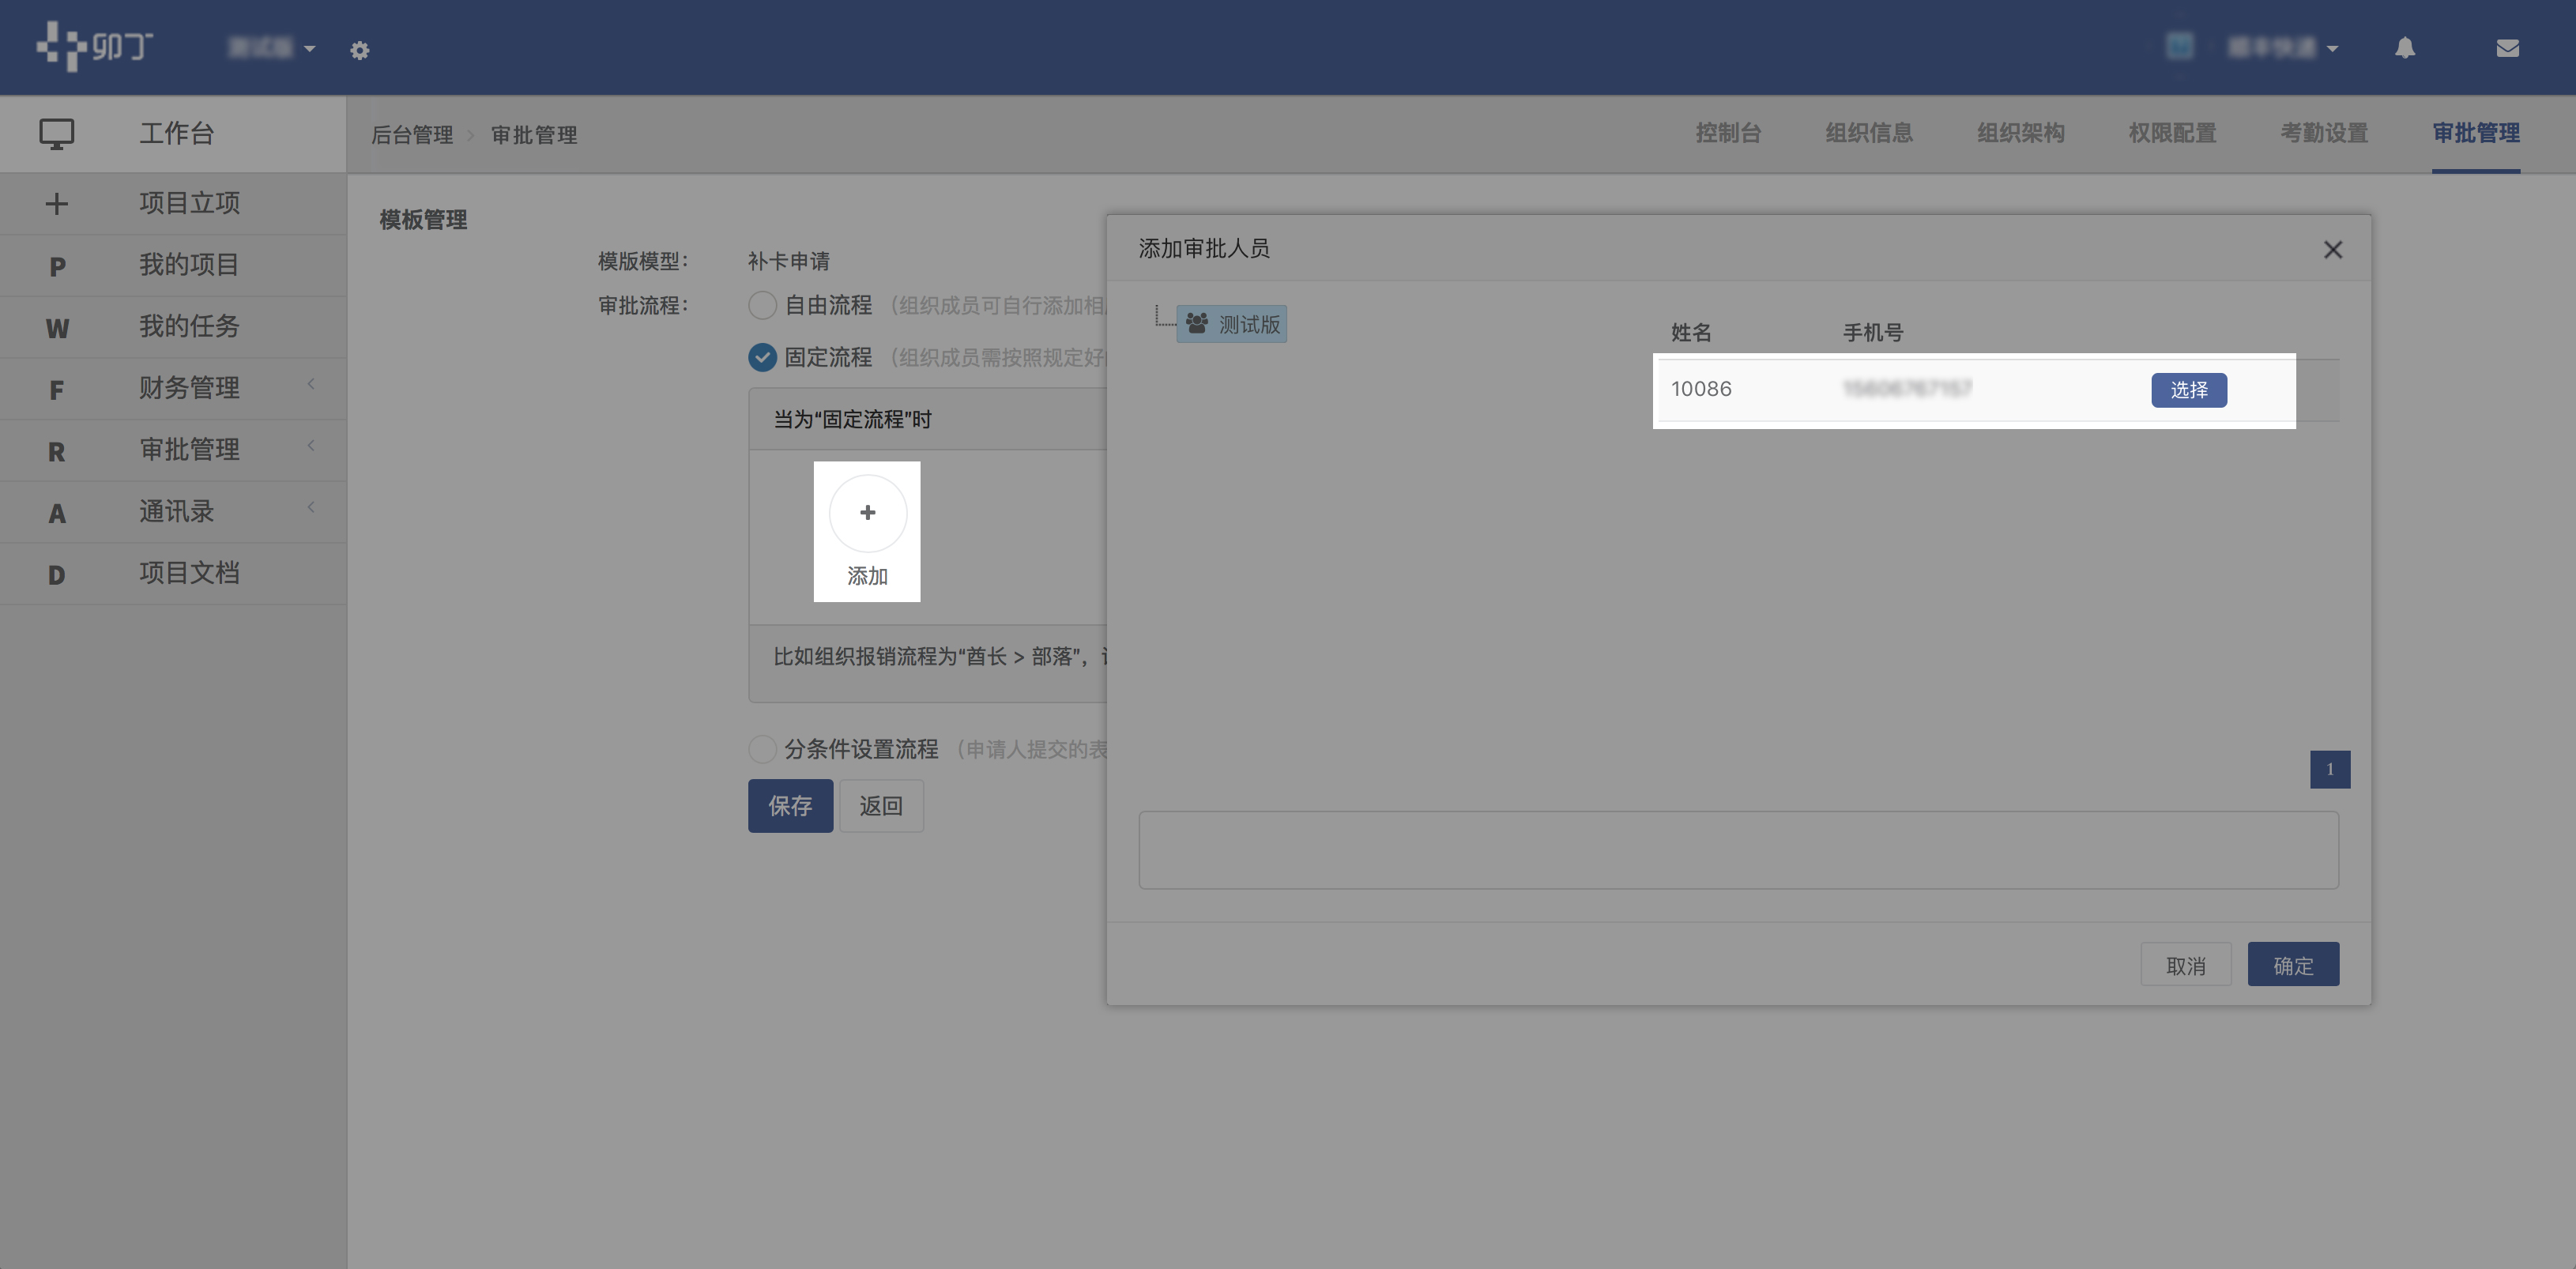 卯丁
工作台
项目立项
P 我的项目
W 我的任务
F 财务管理
R 审批管理
A 通讯录
D 项目文档
后台管理 > 审批管理
控制台 组织信息 组织架构 权限配置 考勤设置 审批管理
模板管理
模版模型： 补卡申请
审批流程： 自由流程 （组织成员可自行添加相
固定流程 （组织成员需按照规定好
当为“固定流程”时
添加
比如组织报销流程为“酋长 > 部落”，
分条件设置流程 （申请人提交的表
保存 返回
添加审批人员
测试版
姓名 手机号
10086 选择
1
取消 确定